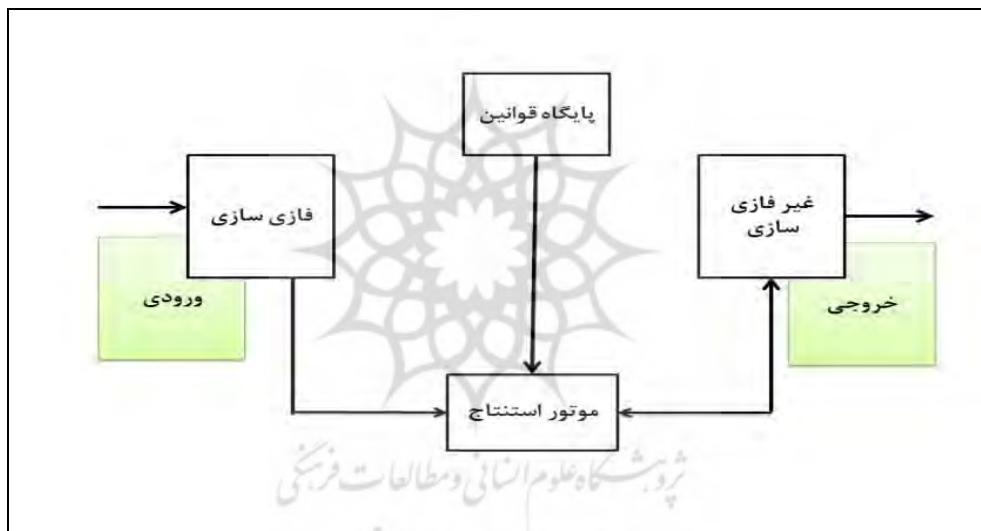 پایگاه قوانین
فازی سازی
غیر فازی
سازی
ورودی
خروجی
موتور استنتاج
پژوهشگاه علوم انسانی و مطالعات فرهنگی